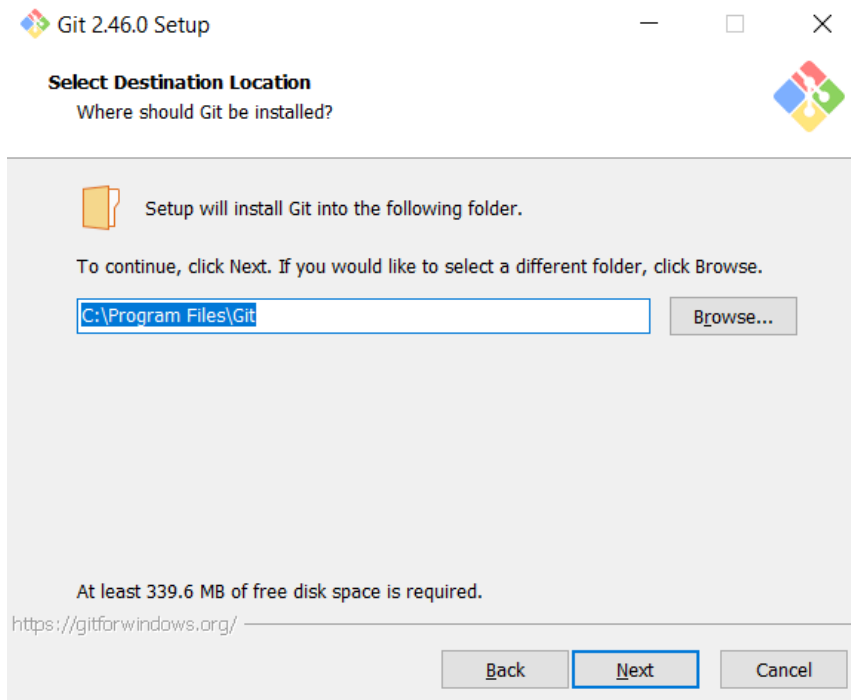 Git 2.46.0 Setup
Select Destination Location
Where should Git be installed?
Setup will install Git into the following folder.
To continue, click Next. If you would like to select a different folder, click Browse.
C:\Program Files\Git
Browse...
At least 339.6 MB of free disk space is required.
https://gitforwindows.org/
Back Next Cancel